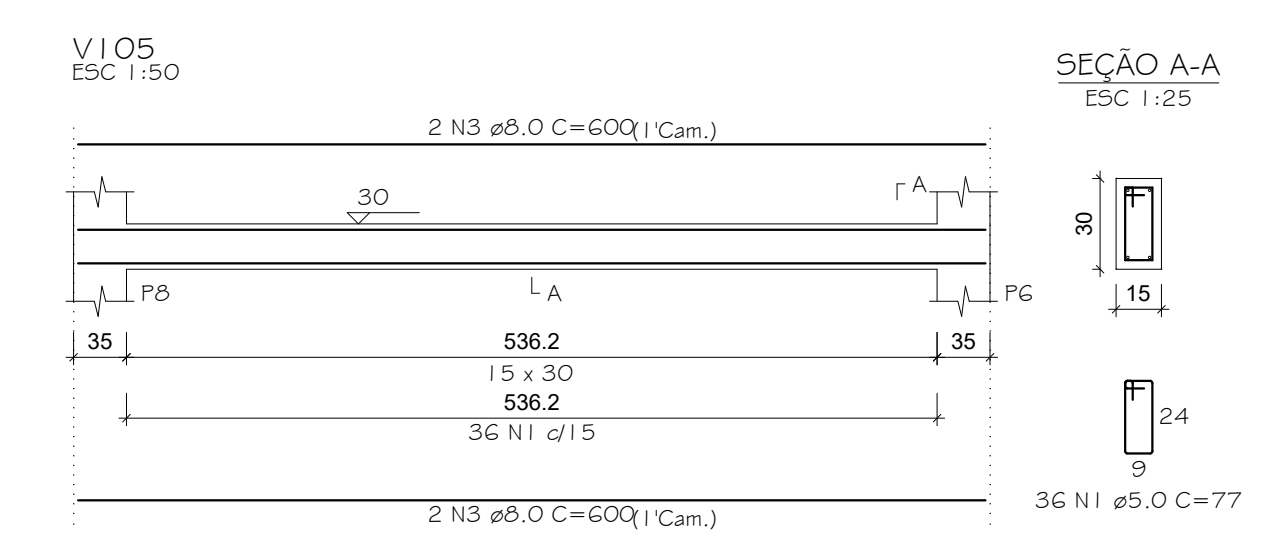 V105
ESC 1:50
SEÇÃO A-A
ESC 1:25
2 N3 ø8.0 C=600(1'Cam.)
30
A
30
15
P8
A
P6
35
536.2
35
15 x 30
536.2
36 N1 c/15
24
9
36 N1 ø5.0 C=77
2 N3 ø8.0 C=600(1'Cam.)